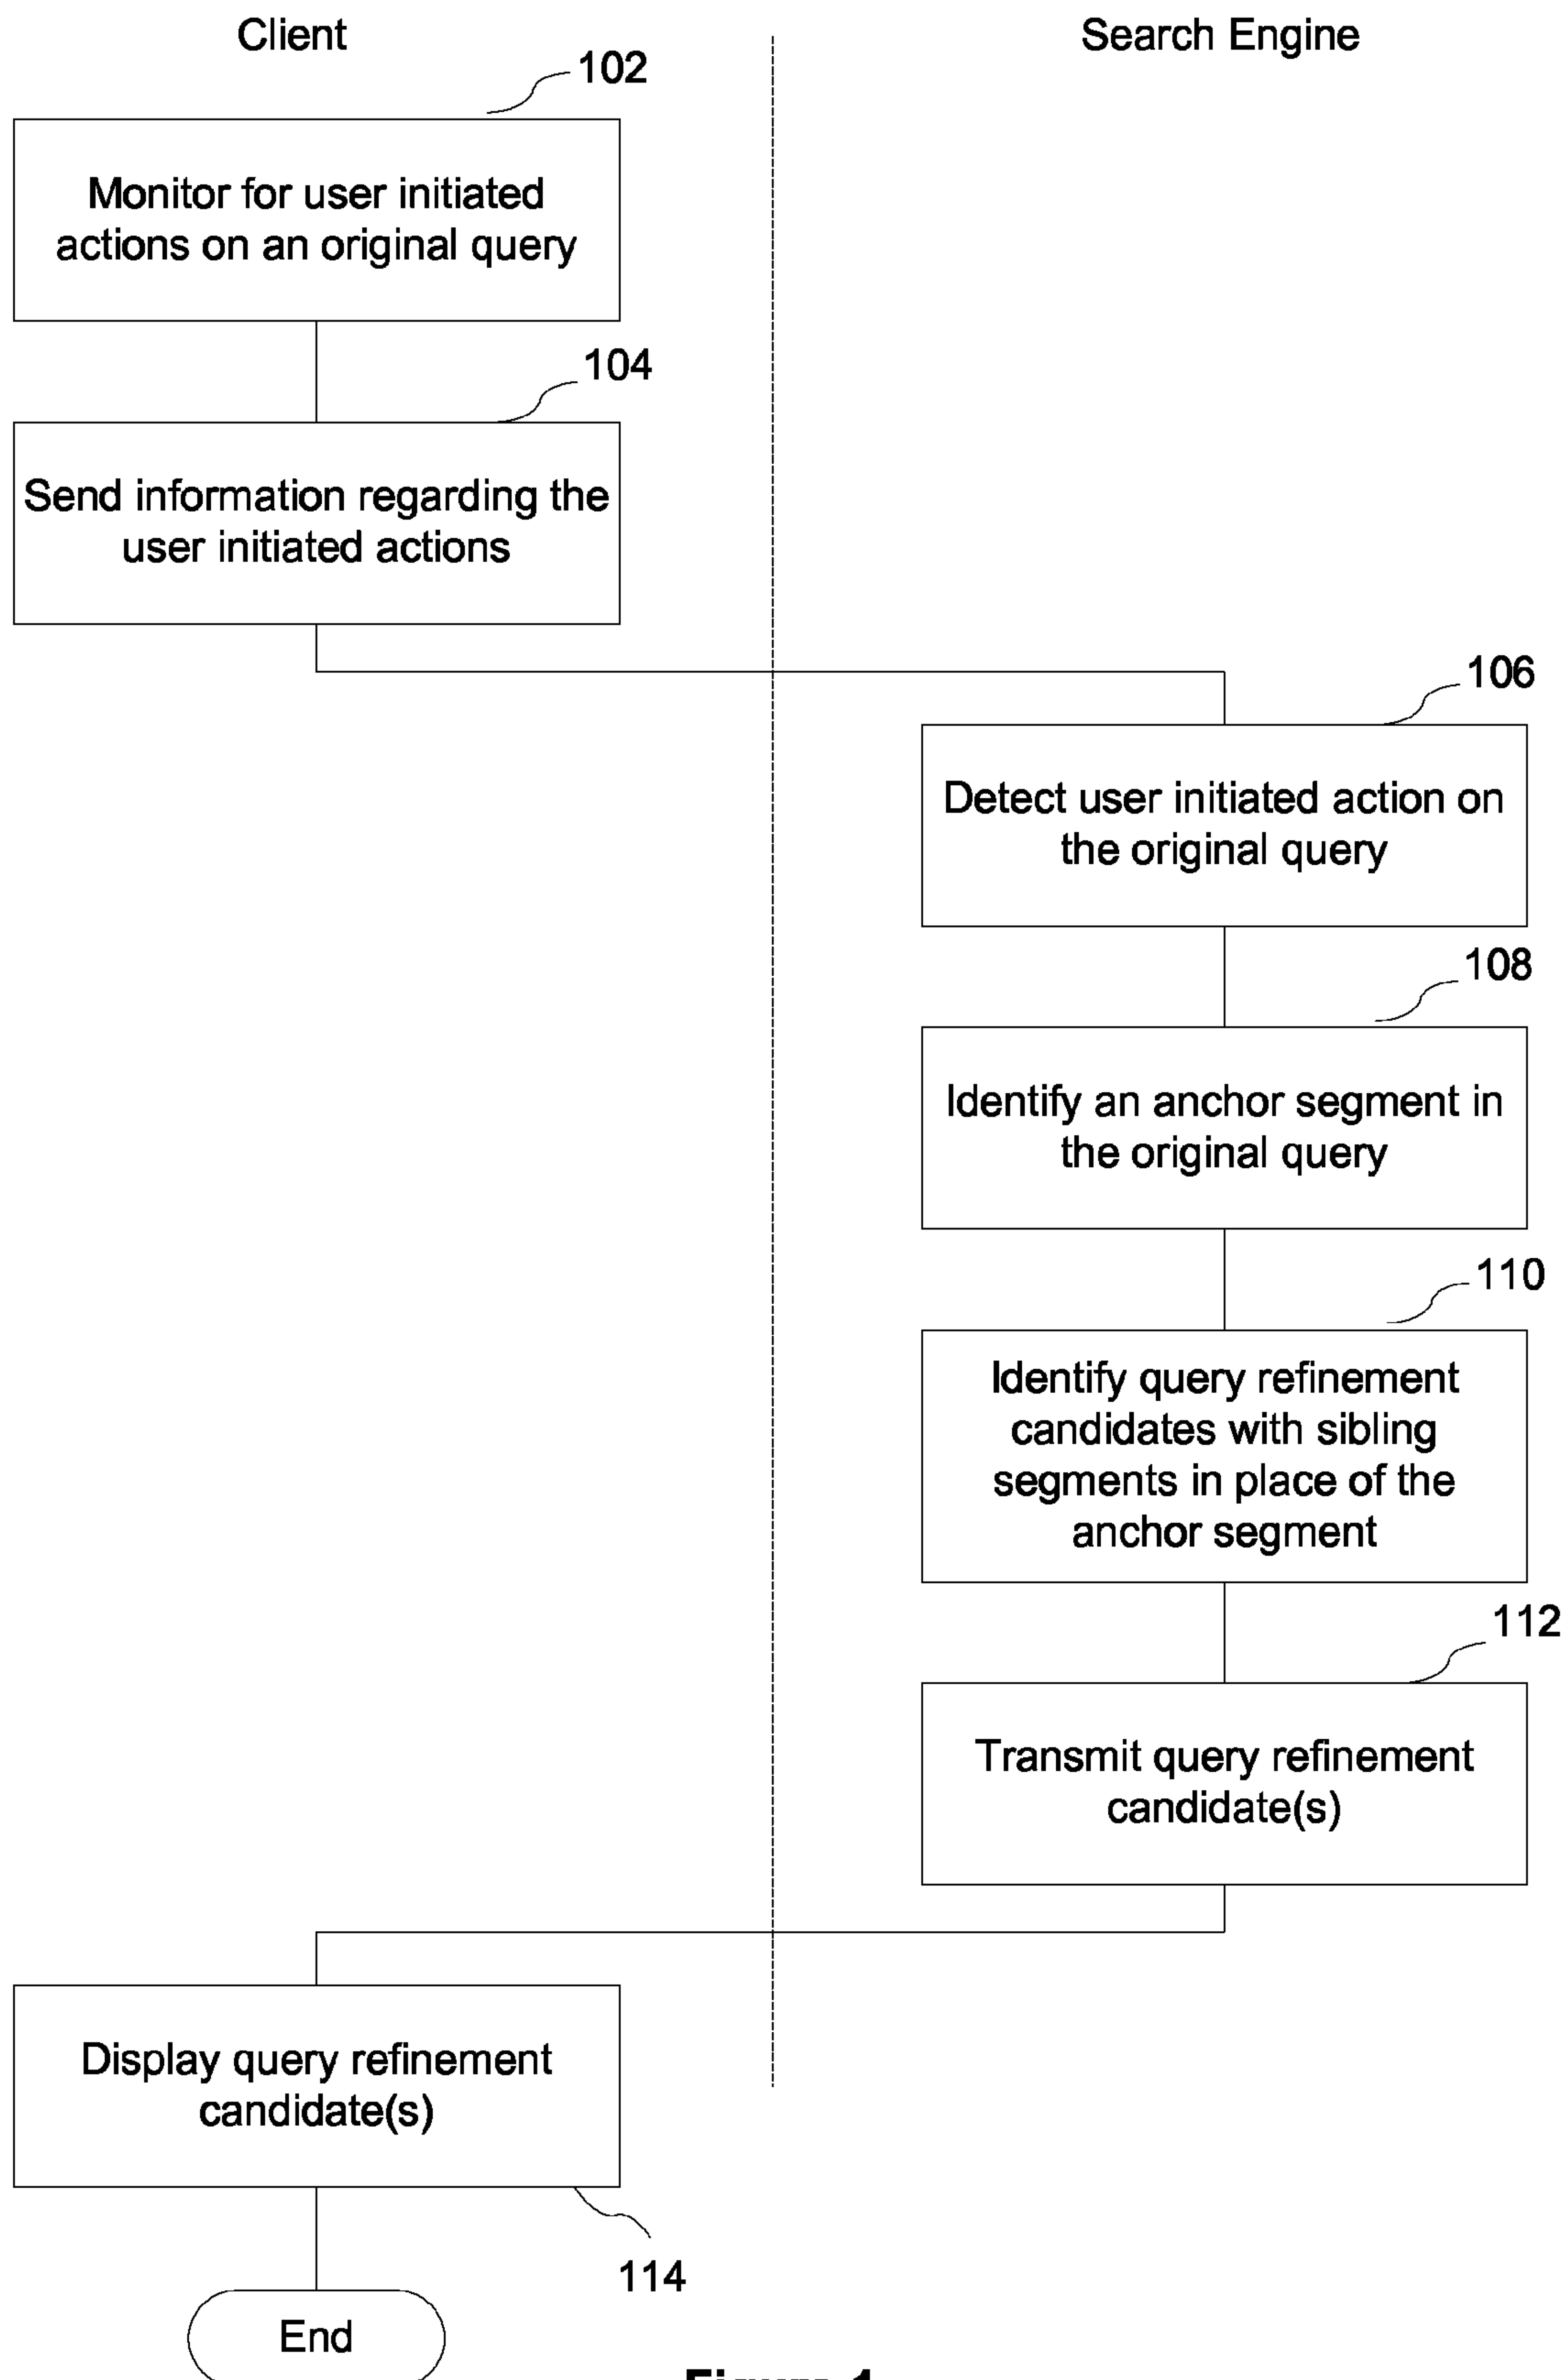 Client
Search Engine
102
Monitor for user initiated
actions on an original query
104
Send information regarding the
user initiated actions
106
Detect user initiated action on
the original query
108
Identify an anchor segment in
the original query
110
Identify query refinement
candidates with sibling
segments in place of the
anchor segment
112
Transmit query refinement
candidate(s)
Display query refinement
candidate(s)
114
End
Figure 1